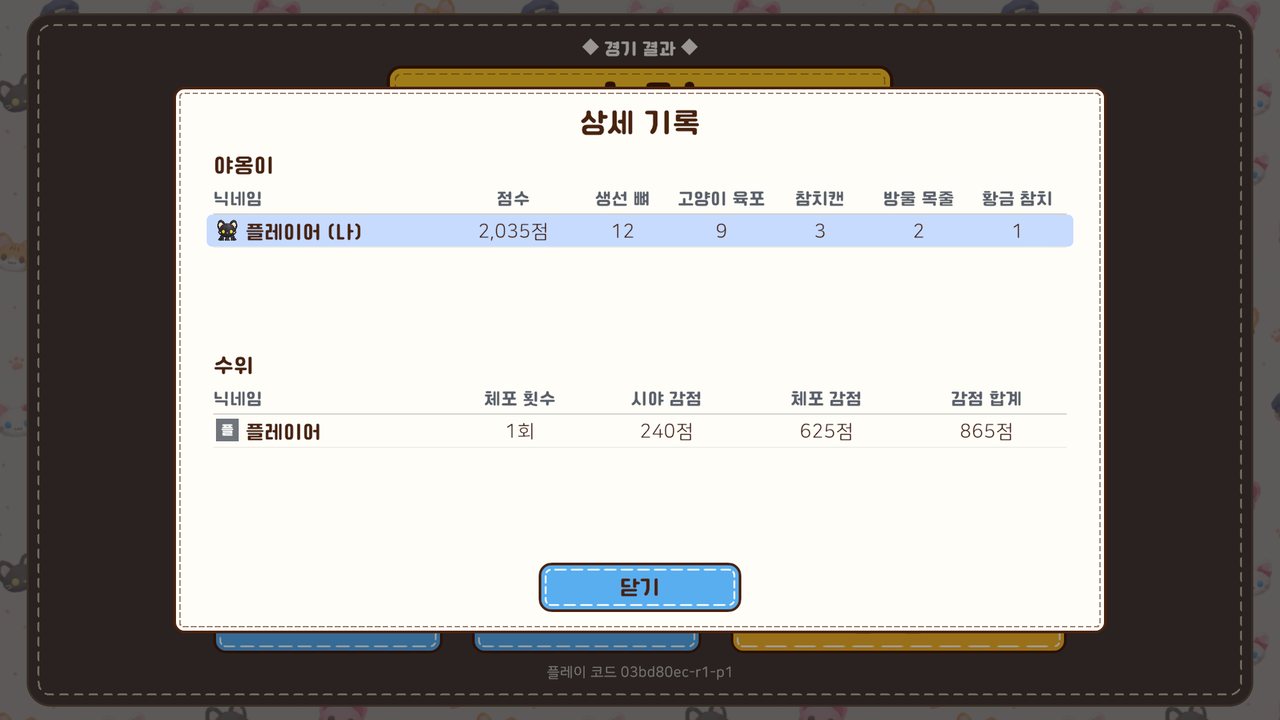 ◆ 경기 결과 ◆
상세 기록
야옹이
닉네임 점수 생선 뼈 고양이 육포 참치캔 방울 목줄 황금 참치
플레이어 (나) 2,035점 12 9 3 2 1
수위
닉네임 체포 횟수 시야 감점 체포 감점 감점 합계
플 플레이어 1회 240점 625점 865점
닫기
플레이 코드 03bd80ec-r1-p1